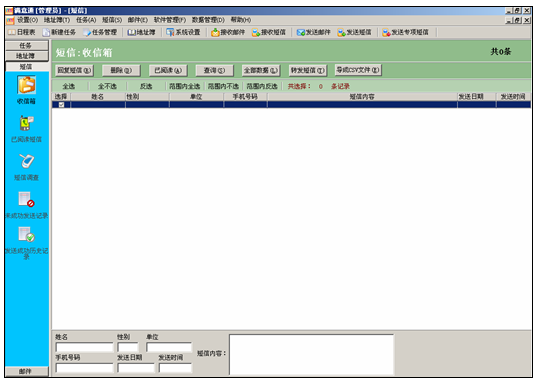 满意通 [管理员] - [短信]
设置(O) 地址簿(T) 任务(A) 短信(S) 邮件(E) 软件管理(F) 数据管理(D) 帮助(H)
日程表 新建任务 任务管理 地址簿 系统设置 接收邮件 接收短信 发送邮件 发送短信 发送专项短信
任务
地址簿
短信
短信:收信箱 共0条
回复短信(R) 删除(D) 已阅读(A) 查询(S) 全部数据(L) 转发短信(T) 导成CSV文件(E)
全选 全不选 反选 范围内全选 范围内不选 范围内反选 共选择: 0 条记录
选择 姓名 性别 单位 手机号码 短信内容 发送日期 发送时间
收信箱
已阅读短信
短信调查
未成功发送记录
发送成功历史记录
姓名 性别 单位
手机号码 发送日期 发送时间 短信内容:
邮件